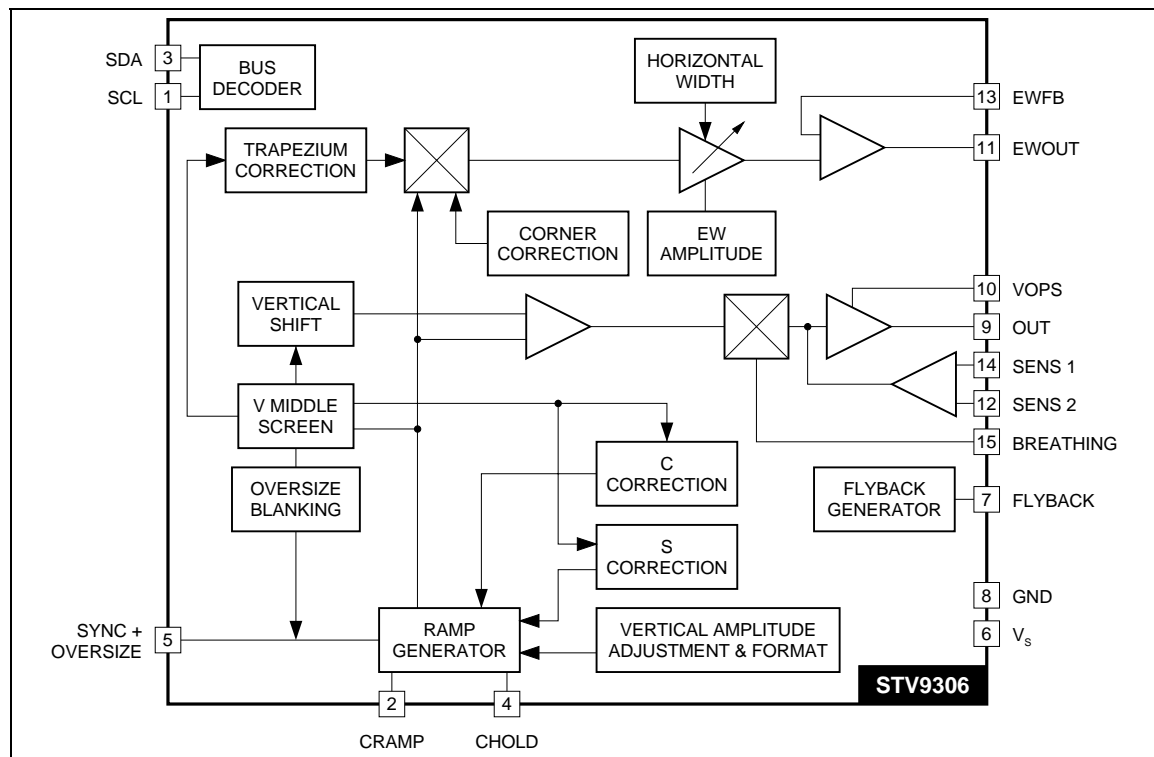 SDA
3
BUS
DECODER
SCL
1
HORIZONTAL
WIDTH
13
EWFB
TRAPEZIUM
CORRECTION
11
EWOUT
CORNER
CORRECTION
EW
AMPLITUDE
VERTICAL
SHIFT
10
VOPS
9
OUT
14
SENS 1
V MIDDLE
SCREEN
12
SENS 2
15
BREATHING
C
CORRECTION
OVERSIZE
BLANKING
FLYBACK
GENERATOR
7
FLYBACK
S
CORRECTION
8
GND
SYNC +
OVERSIZE
5
RAMP
GENERATOR
VERTICAL AMPLITUDE
ADJUSTMENT & FORMAT
6
VS
STV9306
2
4
CRAMP
CHOLD